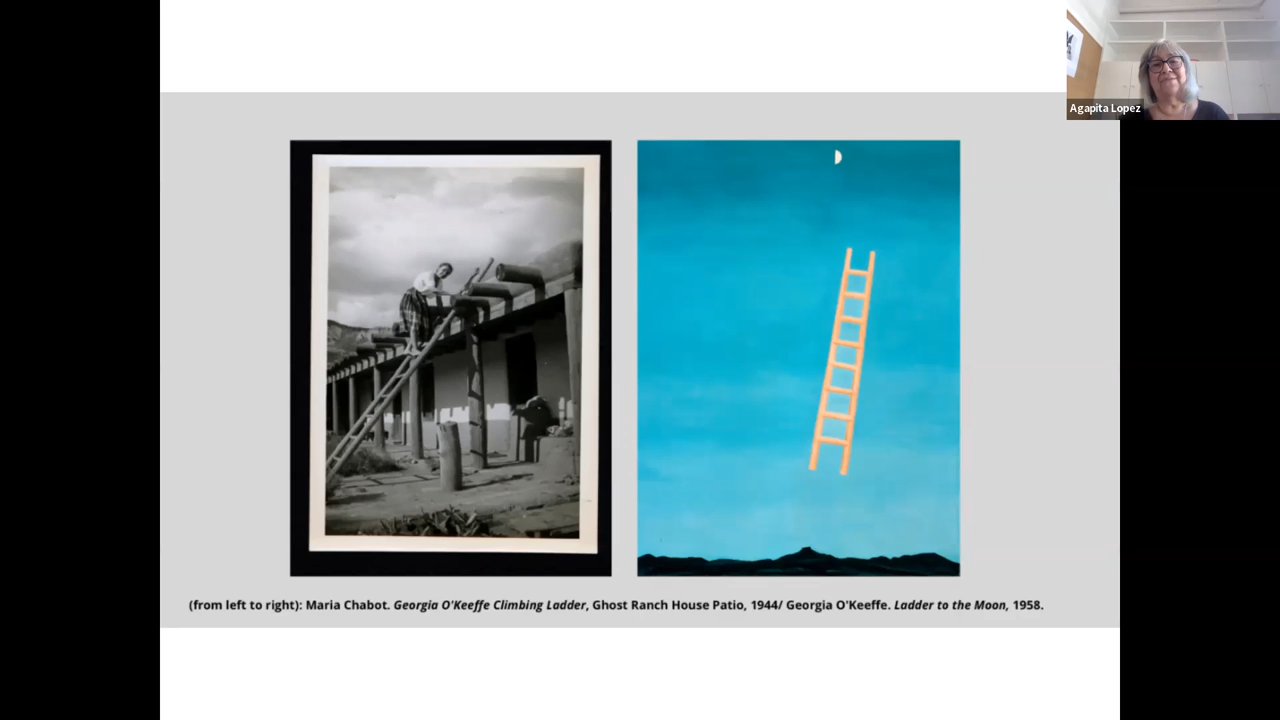 Agapita Lopez
(from left to right): Maria Chabot. Georgia O'Keeffe Climbing Ladder, Ghost Ranch House Patio, 1944/ Georgia O'Keeffe. Ladder to the Moon, 1958.